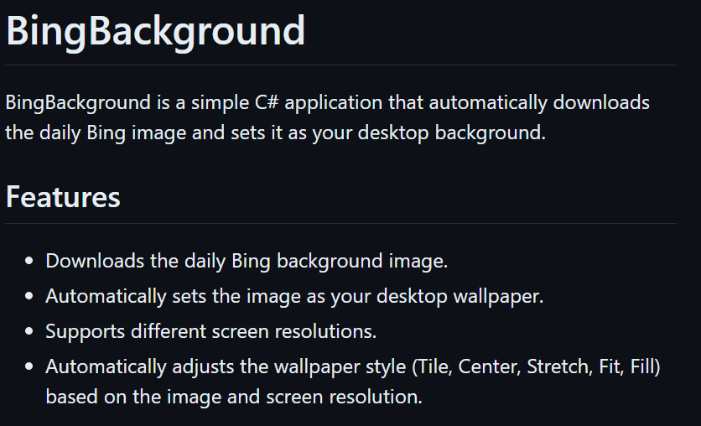 BingBackground
BingBackground is a simple C# application that automatically downloads
the daily Bing image and sets it as your desktop background.
Features
Downloads the daily Bing background image.
Automatically sets the image as your desktop wallpaper.
Supports different screen resolutions.
Automatically adjusts the wallpaper style (Tile, Center, Stretch, Fit, Fill)
based on the image and screen resolution.